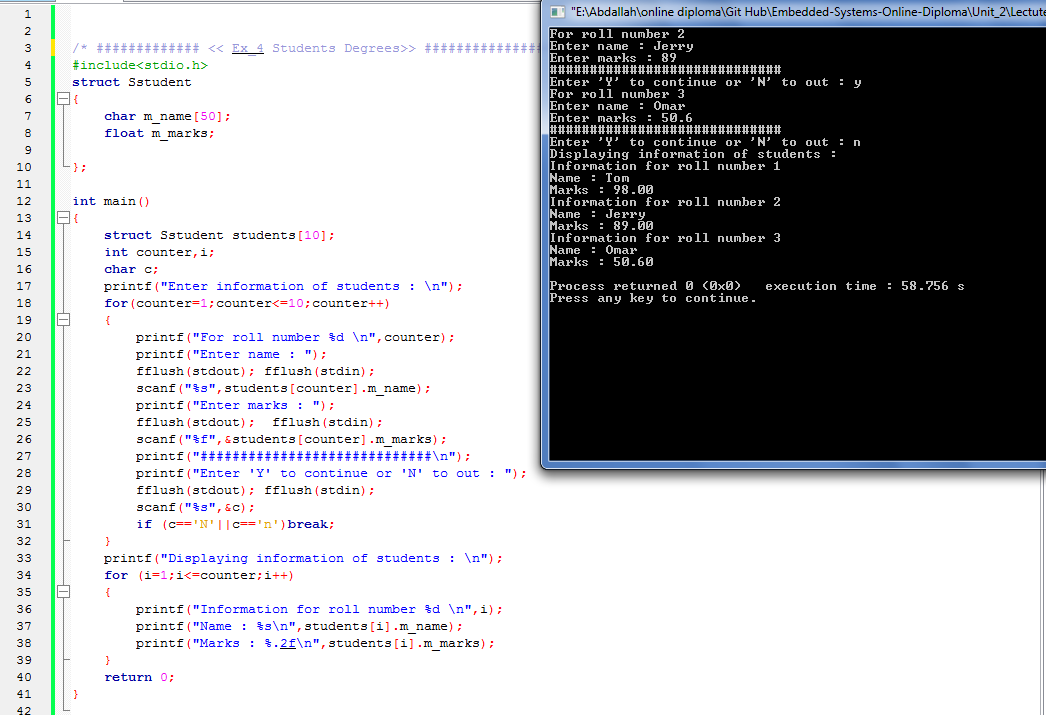 1
2
3 /* ############# << Ex_4 Students Degrees>> ###############
4 #include<stdio.h>
5 struct Sstudent
6 {
7 char m_name[50];
8 float m_marks;
9
10 };
11
12 int main()
13 {
14 struct Sstudent students[10];
15 int counter,i;
16 char c;
17 printf("Enter information of students : \n");
18 for(counter=1;counter<=10;counter++)
19 {
20 printf("For roll number %d \n",counter);
21 printf("Enter name : ");
22 fflush(stdout); fflush(stdin);
23 scanf("%s",students[counter].m_name);
24 printf("Enter marks : ");
25 fflush(stdout);  fflush(stdin);
26 scanf("%f",&students[counter].m_marks);
27 printf("#############################\n");
28 printf("Enter 'Y' to continue or 'N' to out : ");
29 fflush(stdout); fflush(stdin);
30 scanf("%s",&c);
31 if (c=='N'||c=='n')break;
32 }
33 printf("Displaying information of students : \n");
34 for (i=1;i<=counter;i++)
35 {
36 printf("Information for roll number %d \n",i);
37 printf("Name : %s\n",students[i].m_name);
38 printf("Marks : %.2f\n",students[i].m_marks);
39 }
40 return 0;
41 }
42
"E:\Abdallah\online diploma\Git Hub\Embedded-Systems-Online-Diploma\Unit_2\Lectute
For roll number 2
Enter name : Jerry
Enter marks : 89
#############################
Enter 'Y' to continue or 'N' to out : y
For roll number 3
Enter name : Omar
Enter marks : 50.6
#############################
Enter 'Y' to continue or 'N' to out : n
Displaying information of students :
Information for roll number 1
Name : Tom
Marks : 98.00
Information for roll number 2
Name : Jerry
Marks : 89.00
Information for roll number 3
Name : Omar
Marks : 50.60
Process returned 0 (0x0)   execution time : 58.756 s
Press any key to continue.